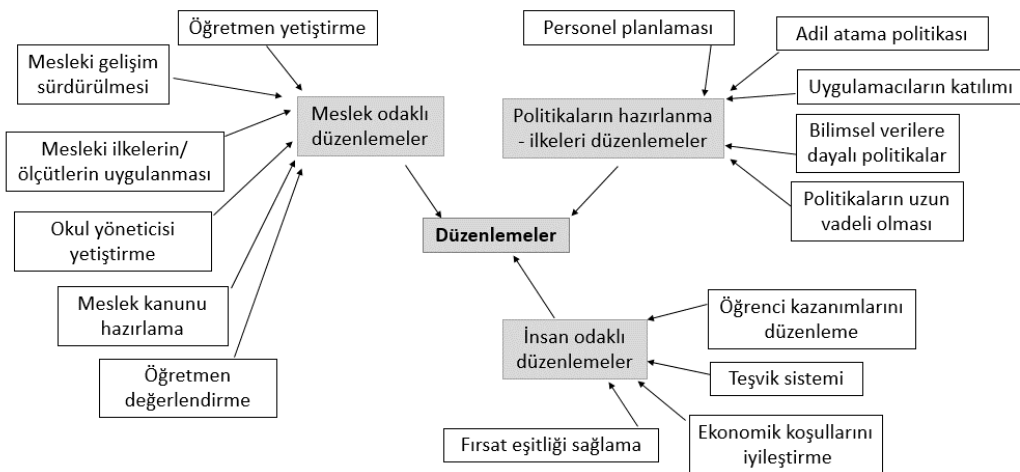 Öğretmen yetiştirme
Mesleki gelişim
sürdürülmesi
Mesleki ilkelerin/
ölçütlerin uygulanması
Okul yöneticisi
yetiştirme
Meslek kanunu
hazırlama
Öğretmen
değerlendirme
Meslek odaklı
düzenlemeler
Personel planlaması
Adil atama politikası
Uygulamacıların katılımı
Bilimsel verilere
dayalı politikalar
Politikaların uzun
vadeli olması
Politikaların hazırlanma
- ilkeleri düzenlemeler
Düzenlemeler
İnsan odaklı
düzenlemeler
Öğrenci kazanımlarını
düzenleme
Teşvik sistemi
Ekonomik koşullarını
iyileştirme
Fırsat eşitliği sağlama